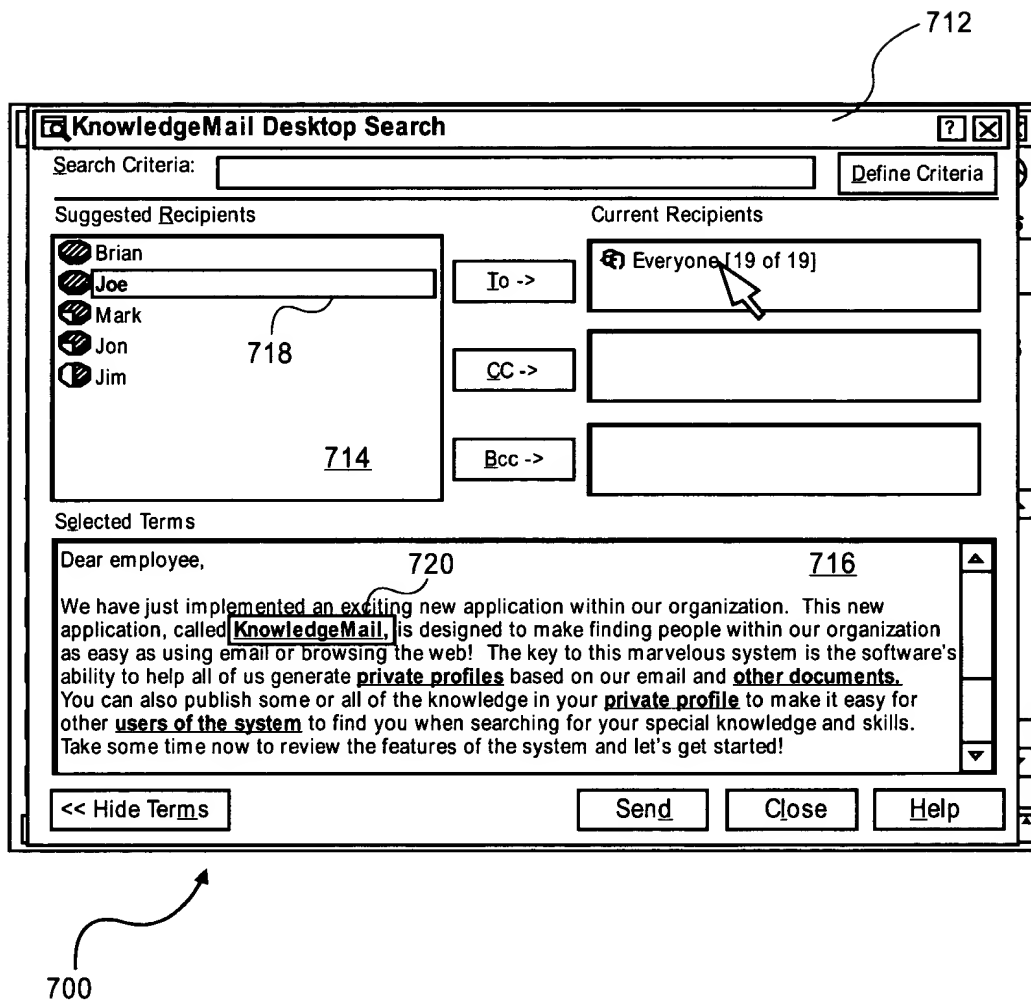 712
KnowledgeMail Desktop Search
?
Search Criteria:
Define Criteria
Suggested Recipients
Current Recipients
Brian
Joe
Mark
Jon
Jim
718
714
To ->
CC ->
Bcc ->
Everyone [19 of 19]
Selected Terms
Dear employee,
720
716
We have just implemented an exciting new application within our organization. This new
application, called KnowledgeMail, is designed to make finding people within our organization
as easy as using email or browsing the web! The key to this marvelous system is the software's
ability to help all of us generate private profiles based on our email and other documents.
You can also publish some or all of the knowledge in your private profile to make it easy for
other users of the system to find you when searching for your special knowledge and skills.
Take some time now to review the features of the system and let's get started!
<< Hide Terms
Send
Close
Help
700